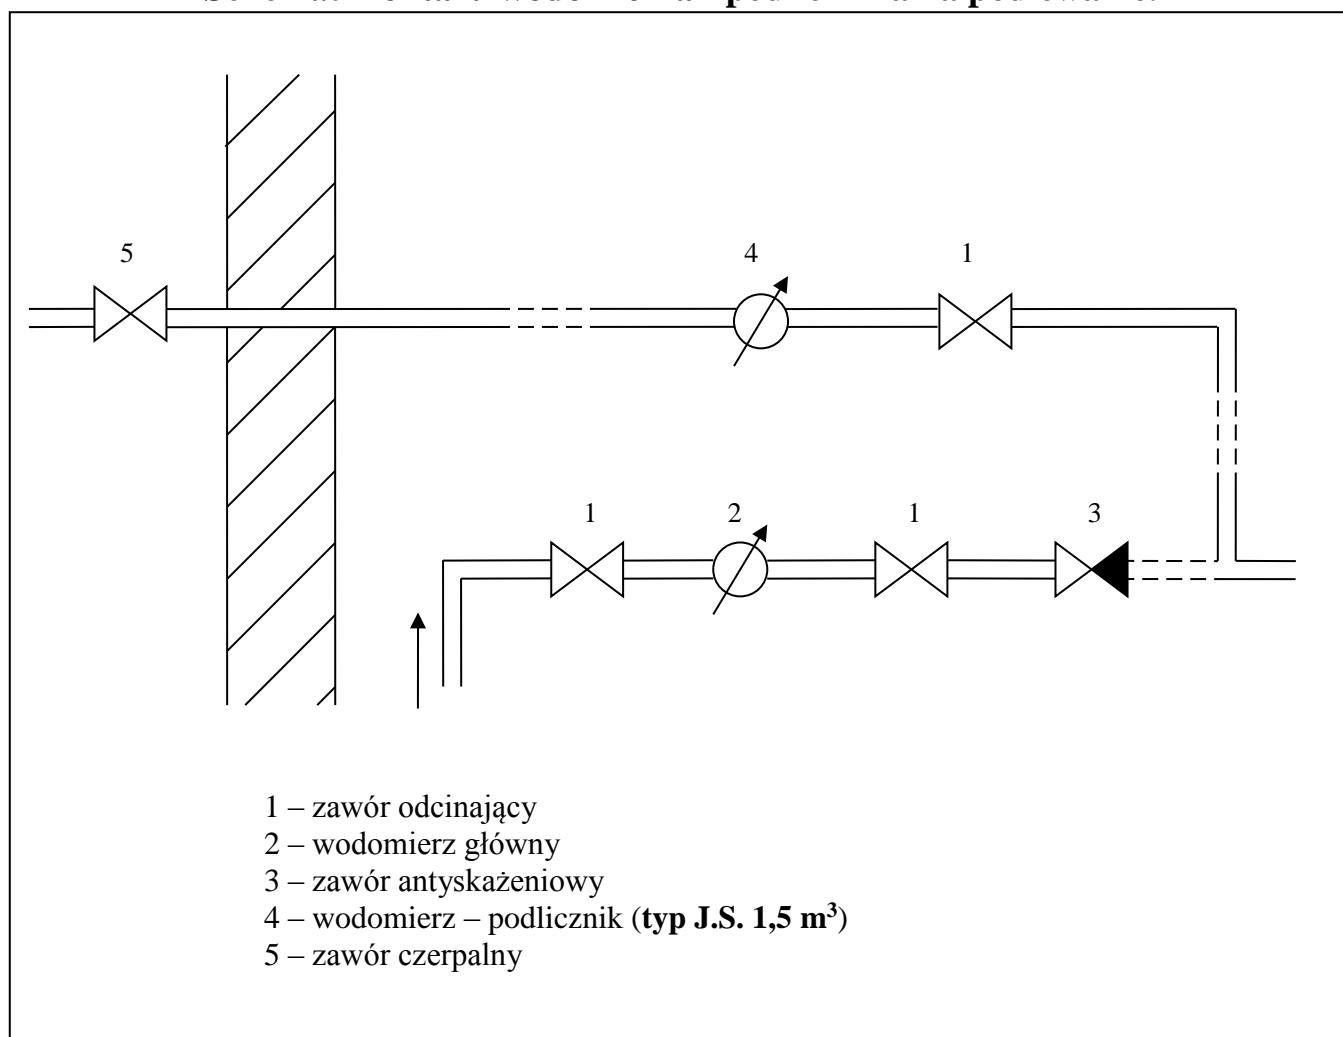 5 4 1
1 2 1 3
1 – zawór odcinający
2 – wodomierz główny
3 – zawór antyskażeniowy
4 – wodomierz – podlicznik (typ J.S. 1,5 m³)
5 – zawór czerpalny